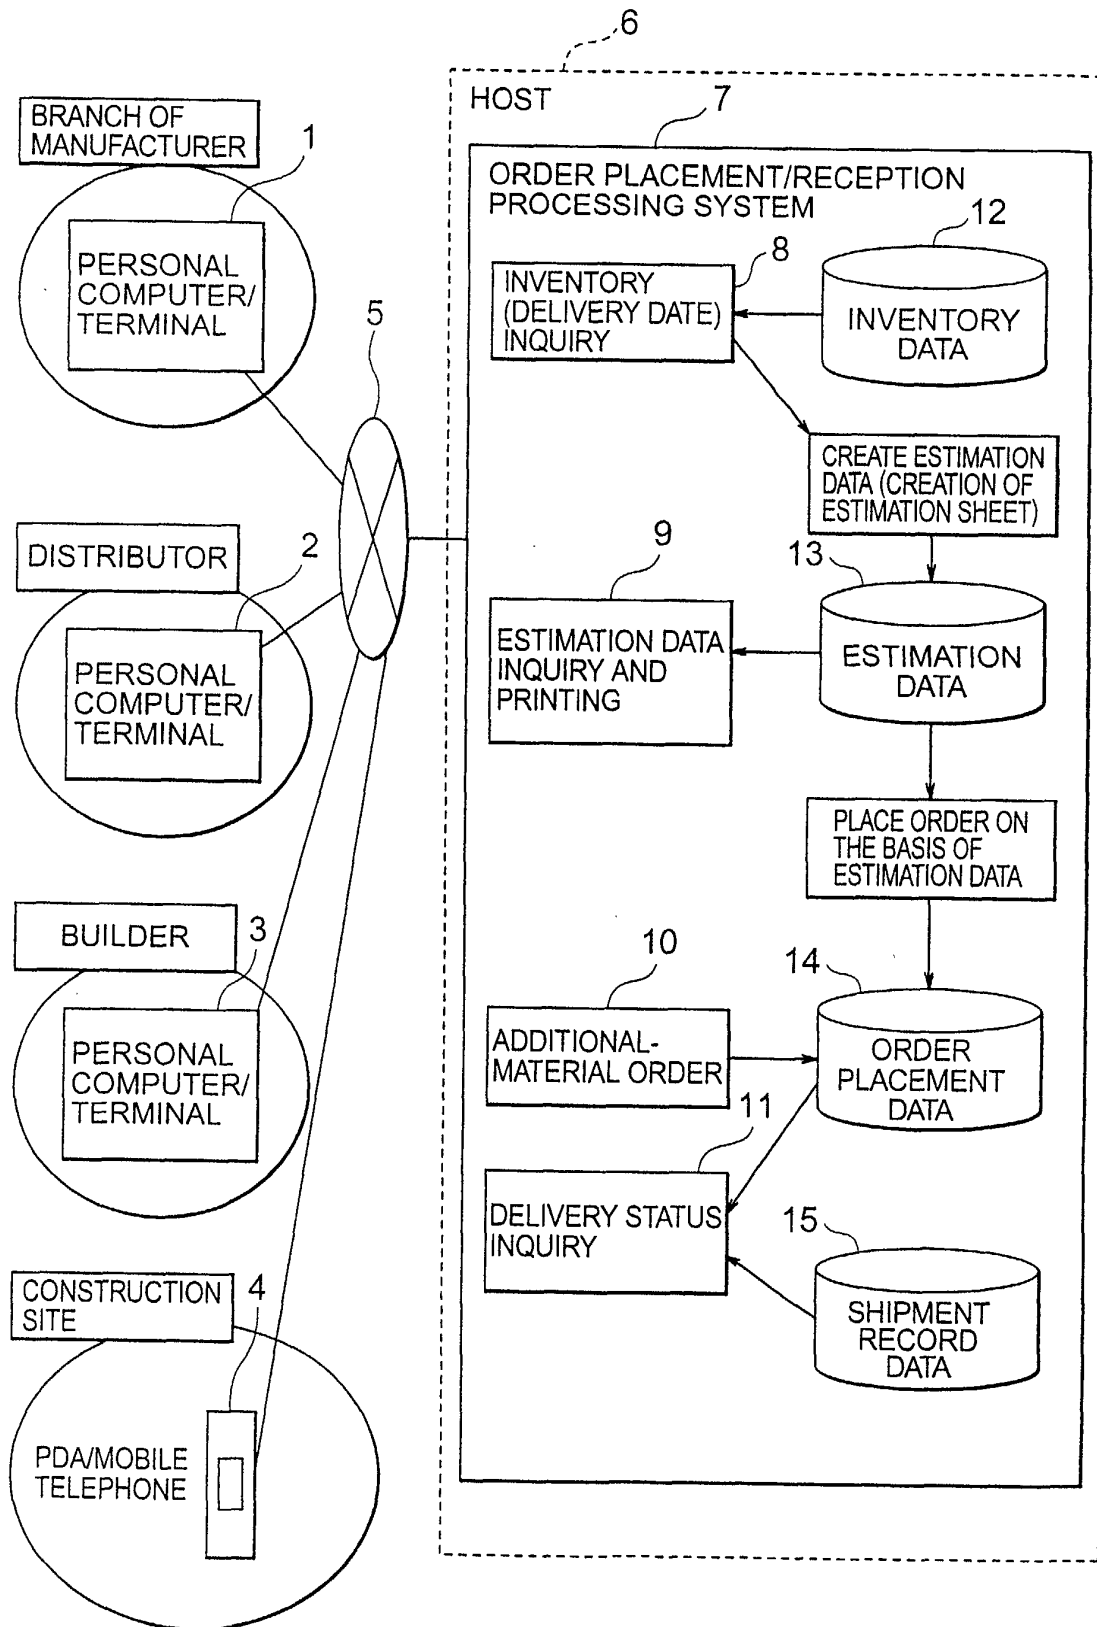 6
HOST
7
BRANCH OF
MANUFACTURER
1
PERSONAL
COMPUTER/
TERMINAL
5
ORDER PLACEMENT/RECEPTION
PROCESSING SYSTEM
12
8
INVENTORY
(DELIVERY DATE)
INQUIRY
INVENTORY
DATA
CREATE ESTIMATION
DATA (CREATION OF
ESTIMATION SHEET)
DISTRIBUTOR
2
PERSONAL
COMPUTER/
TERMINAL
9
13
ESTIMATION DATA
INQUIRY AND
PRINTING
ESTIMATION
DATA
PLACE ORDER ON
THE BASIS OF
ESTIMATION DATA
BUILDER
3
PERSONAL
COMPUTER/
TERMINAL
10
14
ADDITIONAL-
MATERIAL ORDER
ORDER
PLACEMENT
DATA
11
DELIVERY STATUS
INQUIRY
15
SHIPMENT
RECORD
DATA
CONSTRUCTION
SITE
4
PDA/MOBILE
TELEPHONE